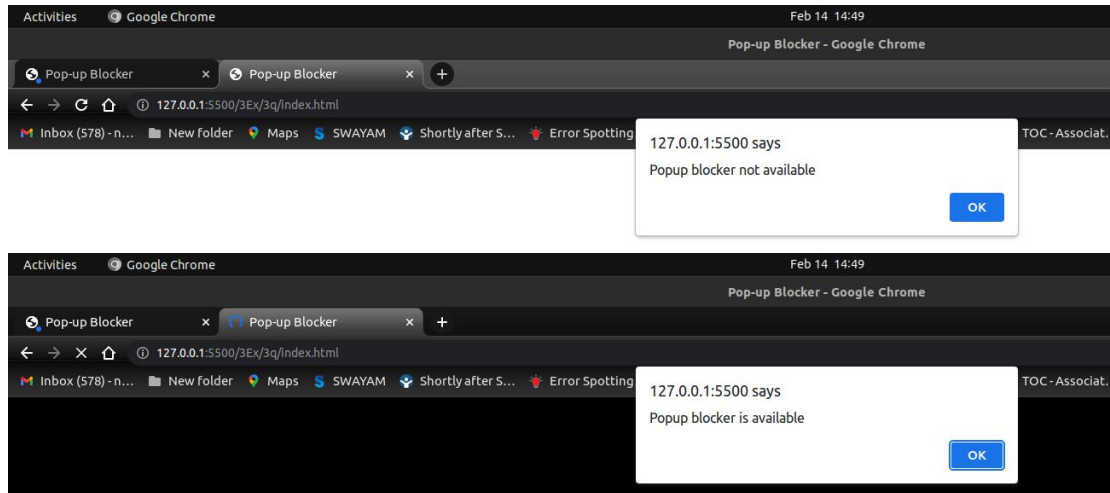 Activities Google Chrome Feb 14 14:49
Pop-up Blocker - Google Chrome
Pop-up Blocker × Pop-up Blocker × +
127.0.0.1:5500/3Ex/3q/index.html
Inbox (578) - n... New folder Maps SWAYAM Shortly after S... Error Spotting TOC - Associat.
127.0.0.1:5500 says
Popup blocker not available
OK
Activities Google Chrome Feb 14 14:49
Pop-up Blocker - Google Chrome
Pop-up Blocker × Pop-up Blocker × +
127.0.0.1:5500/3Ex/3q/index.html
Inbox (578) - n... New folder Maps SWAYAM Shortly after S... Error Spotting TOC - Associat.
127.0.0.1:5500 says
Popup blocker is available
OK